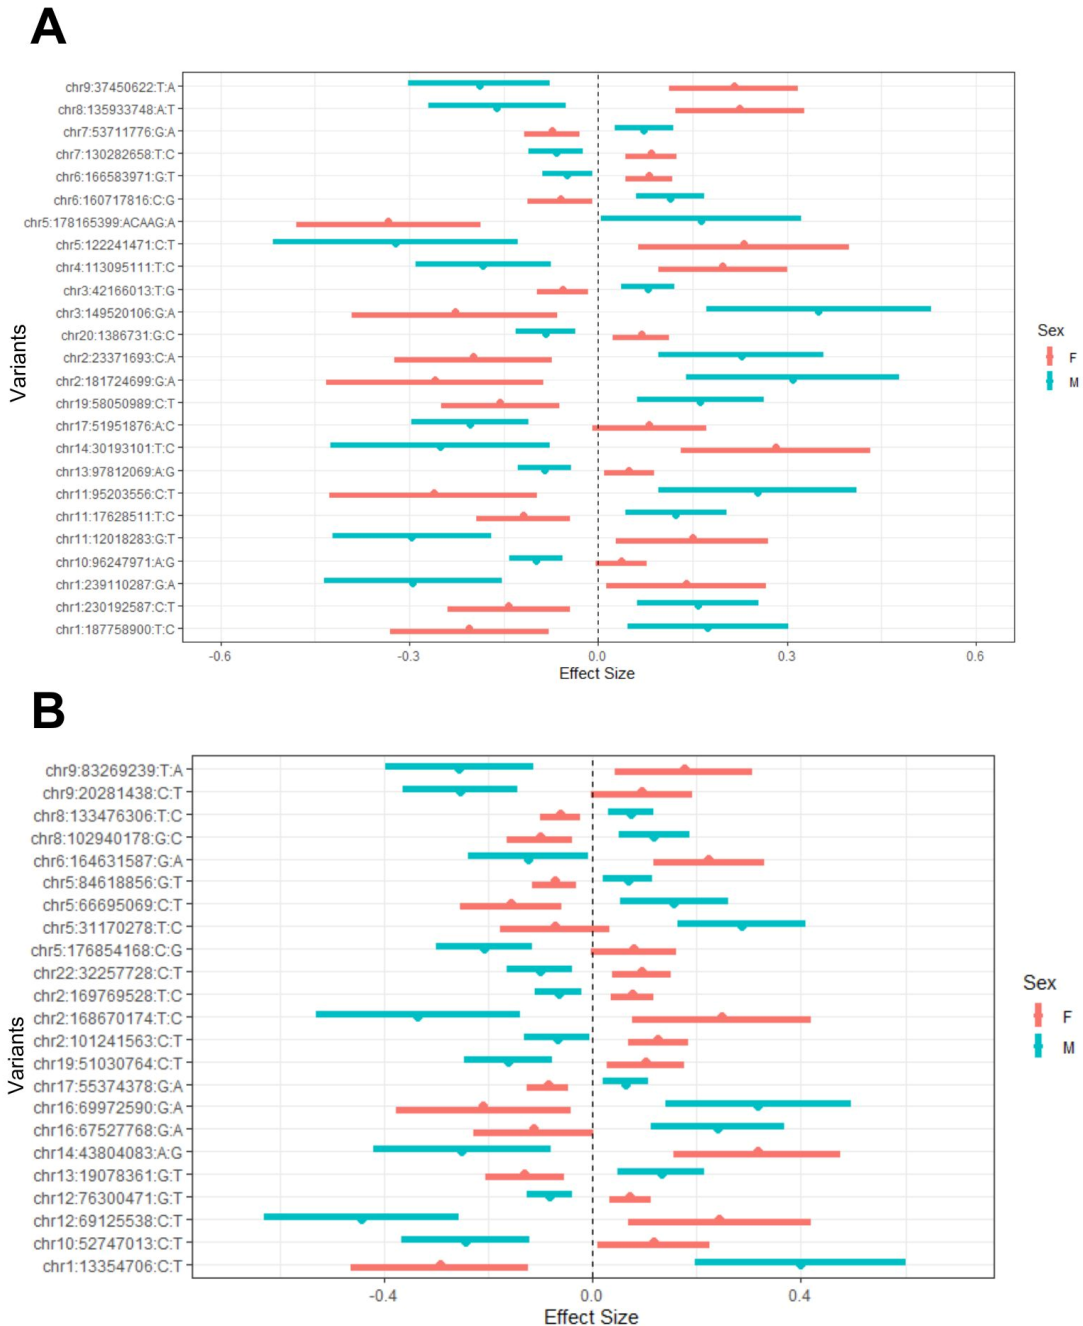 A
Variants
chr9:37450622:T:A
chr8:135933748:A:T
chr7:53711776:G:A
chr7:130282658:T:C
chr6:166583971:G:T
chr6:160717816:C:G
chr5:178165399:ACAAG:A
chr5:122241471:C:T
chr4:113095111:T:C
chr3:42166013:T:G
chr3:149520106:G:A
chr20:1386731:G:C
chr2:23371693:C:A
chr2:181724699:G:A
chr19:58050989:C:T
chr17:51951876:A:C
chr14:30193101:T:C
chr13:97812069:A:G
chr11:95203556:C:T
chr11:17628511:T:C
chr11:12018283:G:T
chr10:96247971:A:G
chr1:239110287:G:A
chr1:230192587:C:T
chr1:187758900:T:C
-0.6 -0.3 0.0 0.3 0.6
Effect Size
Sex
F
M
B
Variants
chr9:83269239:T:A
chr9:20281438:C:T
chr8:133476306:T:C
chr8:102940178:G:C
chr6:164631587:G:A
chr5:84618856:G:T
chr5:66695069:C:T
chr5:31170278:T:C
chr5:176854168:C:G
chr22:32257728:C:T
chr2:169769528:T:C
chr2:168670174:T:C
chr2:101241563:C:T
chr19:51030764:C:T
chr17:55374378:G:A
chr16:69972590:G:A
chr16:67527768:G:A
chr14:43804083:A:G
chr13:19078361:G:T
chr12:76300471:G:T
chr12:69125538:C:T
chr10:52747013:C:T
chr1:13354706:C:T
-0.4 0.0 0.4
Effect Size
Sex
F
M